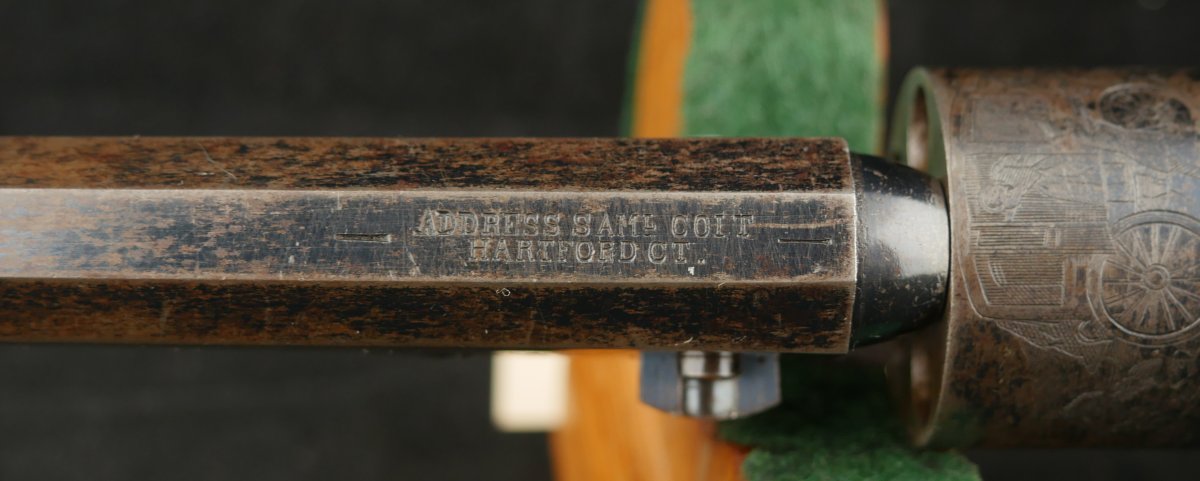 — ADDRESS SAML COLT —
HARTFORD CT.